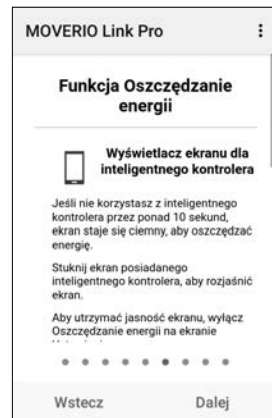 MOVERIO Link Pro
Funkcja Oszczędzanie
energii
Wyświetlacz ekranu dla
inteligentnego kontrolera
Jeśli nie korzystasz z inteligentnego
kontrolera przez ponad 10 sekund,
ekran staje się ciemny, aby oszczędzać
energię.
Stuknij ekran posiadanego
inteligentnego kontrolera, aby rozjaśnić
ekran.
Aby utrzymać jasność ekranu, wyłącz
Oszczędzanie energii na ekranie
Wstecz Dalej